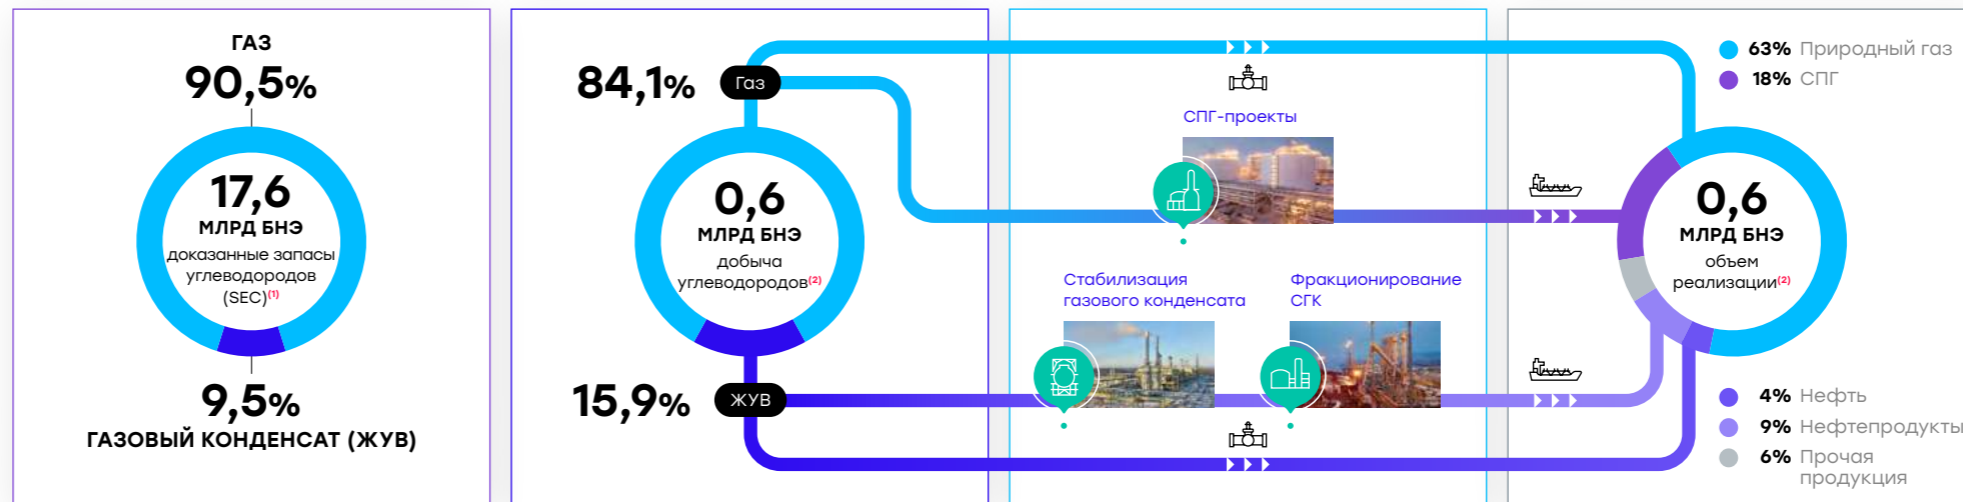 ГАЗ
90,5%
17,6
МЛРД БНЭ
доказанные запасы
углеводородов
(SEC)(1)
9,5%
ГАЗОВЫЙ КОНДЕНСАТ (ЖУВ)
84,1%
Газ
0,6
МЛРД БНЭ
добыча
углеводородов(2)
15,9%
ЖУВ
СПГ-проекты
Стабилизация
газового конденсата
Фракционирование
СГК
63% Природный газ
18% СПГ
0,6
МЛРД БНЭ
объем
реализации(2)
4% Нефть
9% Нефтепродукты
6% Прочая
продукция